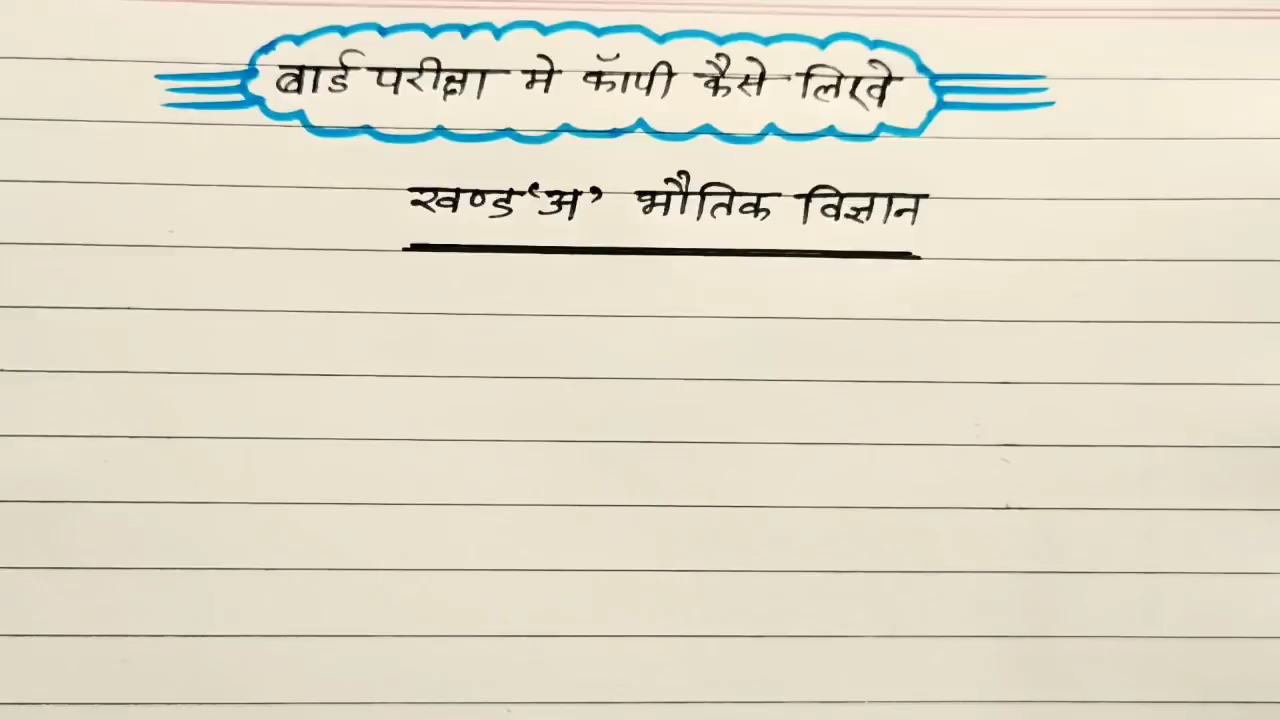 बार्ड परीक्षा मे कॉपी कैसे लिखे
खण्ड 'अ' भौतिक विज्ञान